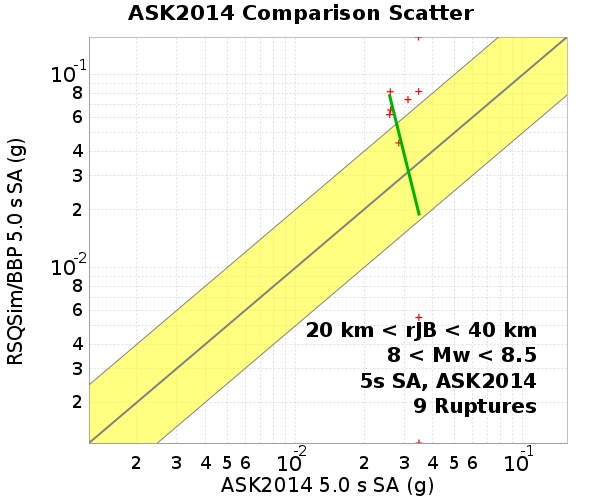 ASK2014 Comparison Scatter
RSQSim/BBP 5.0 s SA (g)
10-1
8
6
4
3
2
10-2
8
6
4
3
2
20 km < rJB < 40 km
8 < Mw < 8.5
5s SA, ASK2014
9 Ruptures
2 3 4 5 6 10-2 2 3 4 5 6 10-1
ASK2014 5.0 s SA (g)